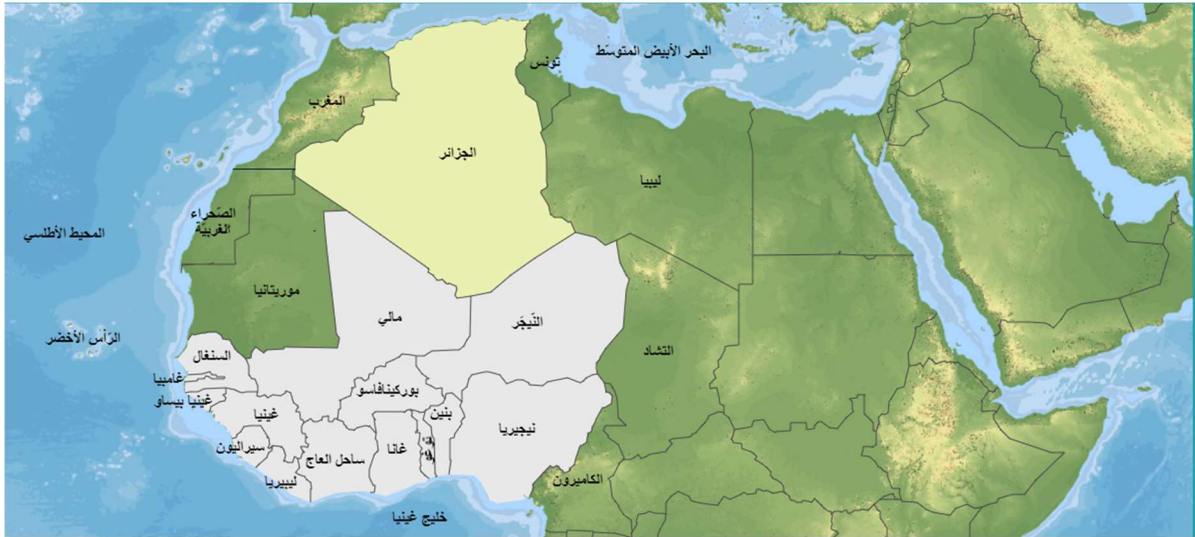 البحر الأبيض المتوسّط
تونس
المغرب
الجزائر
ليبيا
الصّحراء
الغربيّة
المحيط الأطلسي
موريتانيا
مالي
النّيجَر
الرّأس الأخضر
السنغال
التشاد
غامبيا
بوركينافاسو
غينيا بيساو
غينيا
بنين
نيجيريا
سيراليون
ساحل العاج
غانا
ليبيريا
الكاميرون
خليج غينيا